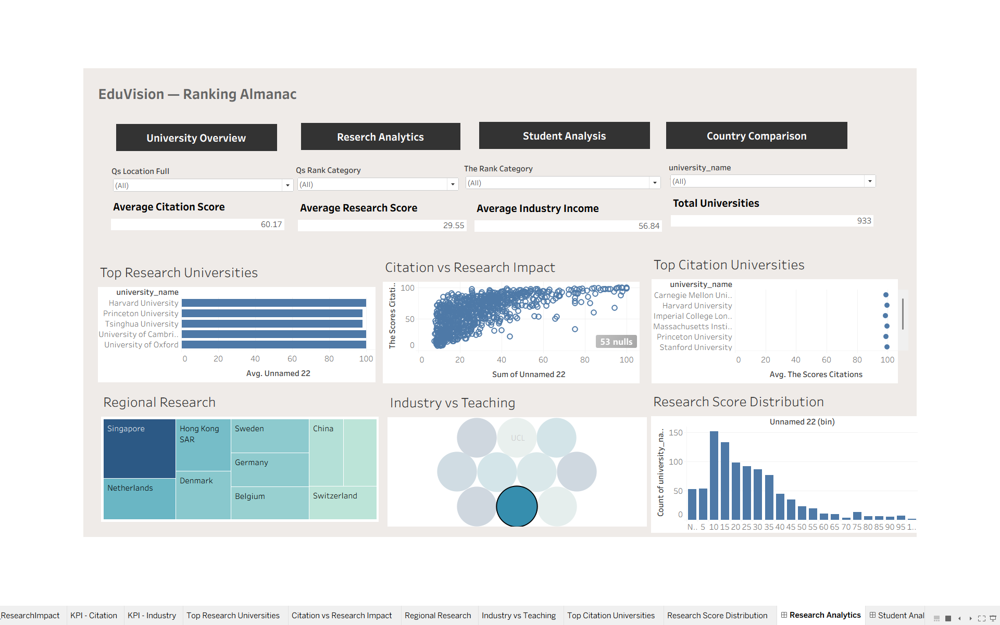 EduVision — Ranking Almanac
University Overview
Reserch Analytics
Student Analysis
Country Comparison
Qs Location Full
Qs Rank Category
The Rank Category
university_name
(All)
(All)
(All)
(All)
Average Citation Score
Average Research Score
Average Industry Income
Total Universities
60.17
29.55
56.84
933
Top Research Universities
university_name
Harvard University
Princeton University
Tsinghua University
University of Cambri..
University of Oxford
0 20 40 60 80 100
Avg. Unnamed 22
Citation vs Research Impact
The Scores Citati..
100
50
0
53 nulls
0 20 40 60 80 100
Sum of Unnamed 22
Top Citation Universities
university_name
Carnegie Mellon Uni..
Harvard University
Imperial College Lon..
Massachusetts Insti..
Princeton University
Stanford University
0 20 40 60 80 100
Avg. The Scores Citations
Regional Research
Singapore
Netherlands
Hong Kong
SAR
Denmark
Sweden
Germany
Belgium
China
Switzerland
Industry vs Teaching
UCL
Research Score Distribution
Unnamed 22 (bin)
Count of university_na..
150
100
50
0
N.. 5 10 15 20 25 30 35 40 45 50 55 60 65 70 75 80 85 90 95 1..
_ResearchImpact
KPI - Citation
KPI - Industry
Top Research Universities
Citation vs Research Impact
Regional Research
Industry vs Teaching
Top Citation Universities
Research Score Distribution
Research Analytics
Student Anal